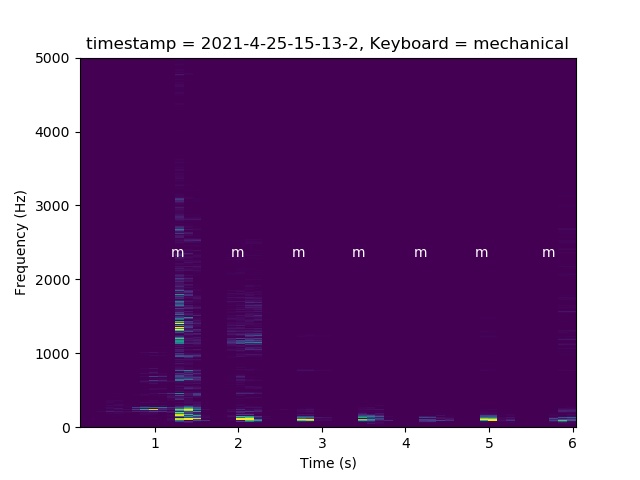 timestamp = 2021-4-25-15-13-2, Keyboard = mechanical
5000
4000
3000
m m m m m m m
2000
1000
0
Frequency (Hz)
1 2 3 4 5 6
Time (s)